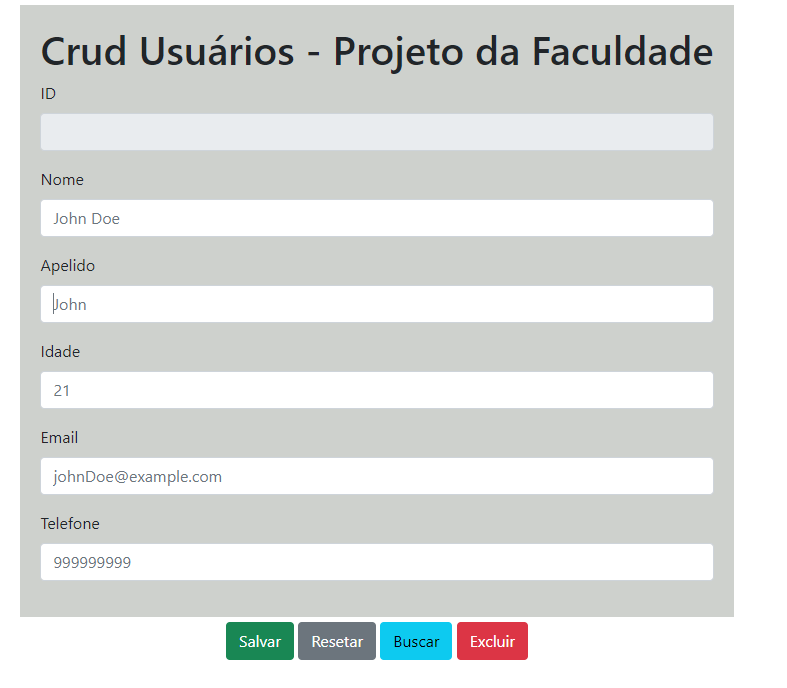 Crud Usuários - Projeto da Faculdade
ID
Nome
John Doe
Apelido
John
Idade
21
Email
johnDoe@example.com
Telefone
999999999
Salvar Resetar Buscar Excluir